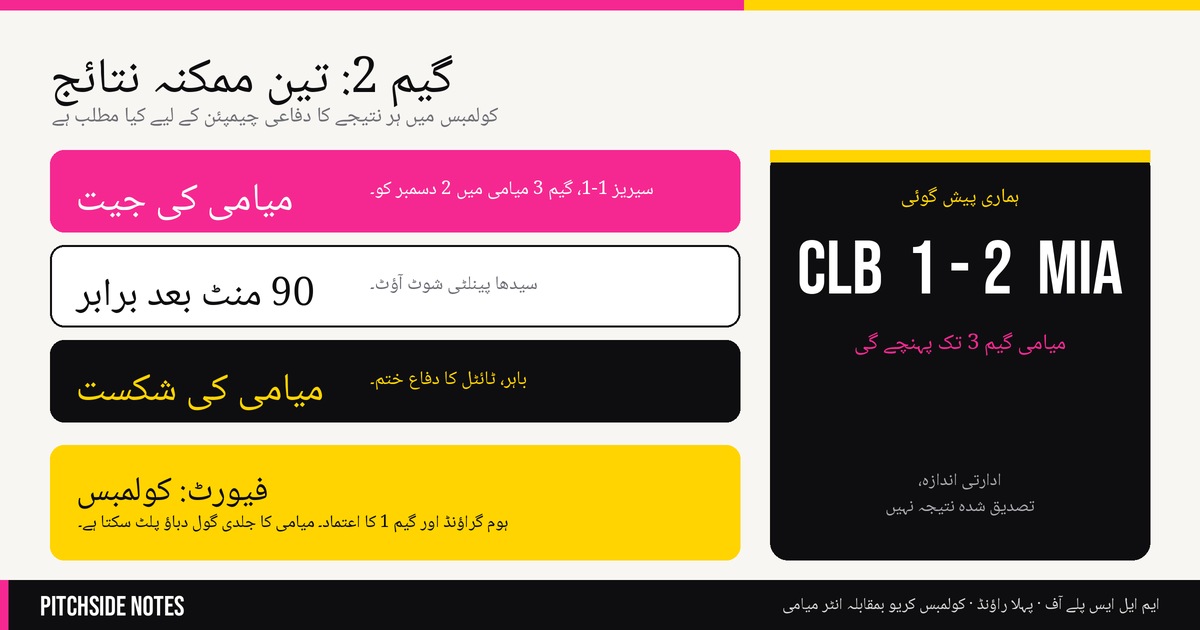 گیم 2: تین ممکنہ نتائج
کولمبس میں ہر نتیجے کا دفاعی چیمپئن کے لیے کیا مطلب ہے
میامی کی جیت
سیریز 1-1، گیم 3 میامی میں 2 دسمبر کو۔
90 منٹ بعد برابر
سیدھا پینلٹی شوٹ آؤٹ۔
میامی کی شکست
باہر، ٹائٹل کا دفاع ختم۔
فیورٹ: کولمبس
ہوم گراؤنڈ اور گیم 1 کا اعتماد۔ میامی کا جلدی گول دباؤ پلٹ سکتا ہے۔
ہماری پیش گوئی
CLB 1 - 2 MIA
میامی گیم 3 تک پہنچے گی
ادارتی اندازہ،
تصدیق شدہ نتیجہ نہیں
PITCHSIDE NOTES
ایم ایل ایس پلے آف · پہلا راؤنڈ · کولمبس کریو بمقابلہ انٹر میامی